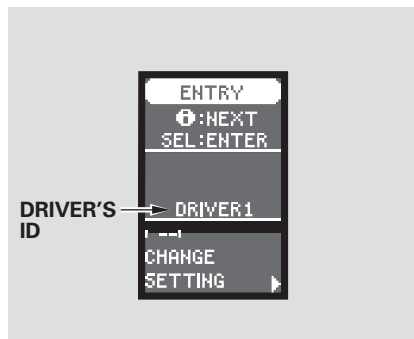 ENTRY
ⓘ:NEXT
SEL:ENTER
DRIVER'S
ID
DRIVER1
CHANGE
SETTING